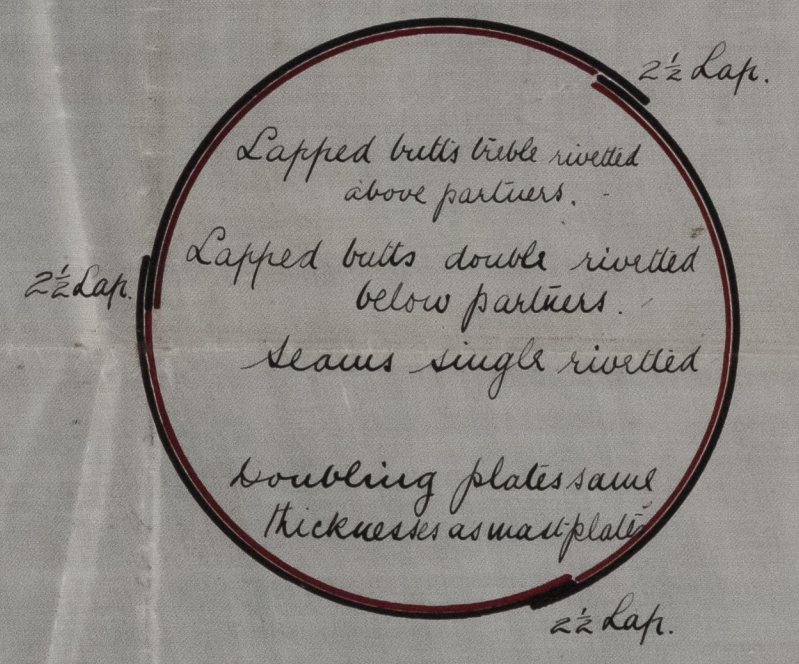 2½ Lap.
Lapped butts treble rivetted
above partners.
Lapped butts double rivetted
below partners.
2½ Lap.
Seams single rivetted
Doubling plates same
thicknesses as mast plates
2½ Lap.